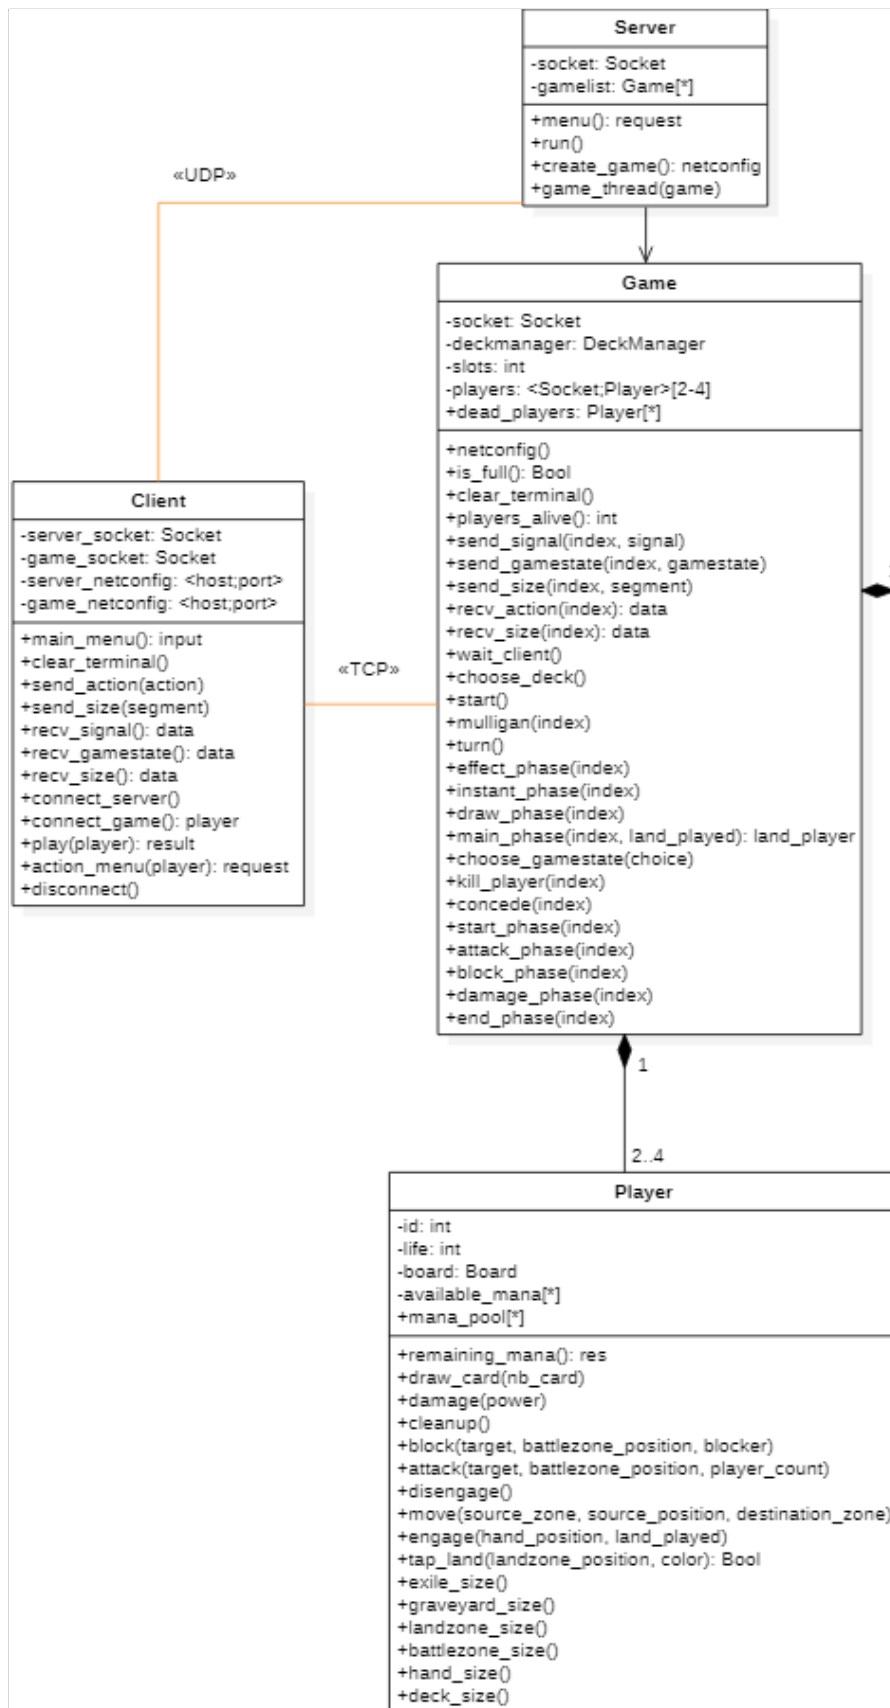 Server
-socket: Socket
-gamelist: Game[*]
+menu(): request
+run()
+create_game(): netconfig
+game_thread(game)
«UDP»
Game
-socket: Socket
-deckmanager: DeckManager
-slots: int
-players: <Socket;Player>[2-4]
+dead_players: Player[*]
+netconfig()
+is_full(): Bool
+clear_terminal()
+players_alive(): int
+send_signal(index, signal)
+send_gamestate(index, gamestate)
+send_size(index, segment)
+recv_action(index): data
+recv_size(index): data
+wait_client()
+choose_deck()
+start()
+mulligan(index)
+turn()
+effect_phase(index)
+instant_phase(index)
+draw_phase(index)
+main_phase(index, land_played): land_player
+choose_gamestate(choice)
+kill_player(index)
+concede(index)
+start_phase(index)
+attack_phase(index)
+block_phase(index)
+damage_phase(index)
+end_phase(index)
Client
-server_socket: Socket
-game_socket: Socket
-server_netconfig: <host;port>
-game_netconfig: <host;port>
+main_menu(): input
+clear_terminal()
+send_action(action)
+send_size(segment)
+recv_signal(): data
+recv_gamestate(): data
+recv_size(): data
+connect_server()
+connect_game(): player
+play(player): result
+action_menu(player): request
+disconnect()
«TCP»
1
2..4
Player
-id: int
-life: int
-board: Board
-available_mana[*]
+mana_pool[*]
+remaining_mana(): res
+draw_card(nb_card)
+damage(power)
+cleanup()
+block(target, battlezone_position, blocker)
+attack(target, battlezone_position, player_count)
+disengage()
+move(source_zone, source_position, destination_zone)
+engage(hand_position, land_played)
+tap_land(landzone_position, color): Bool
+exile_size()
+graveyard_size()
+landzone_size()
+battlezone_size()
+hand_size()
+deck_size()